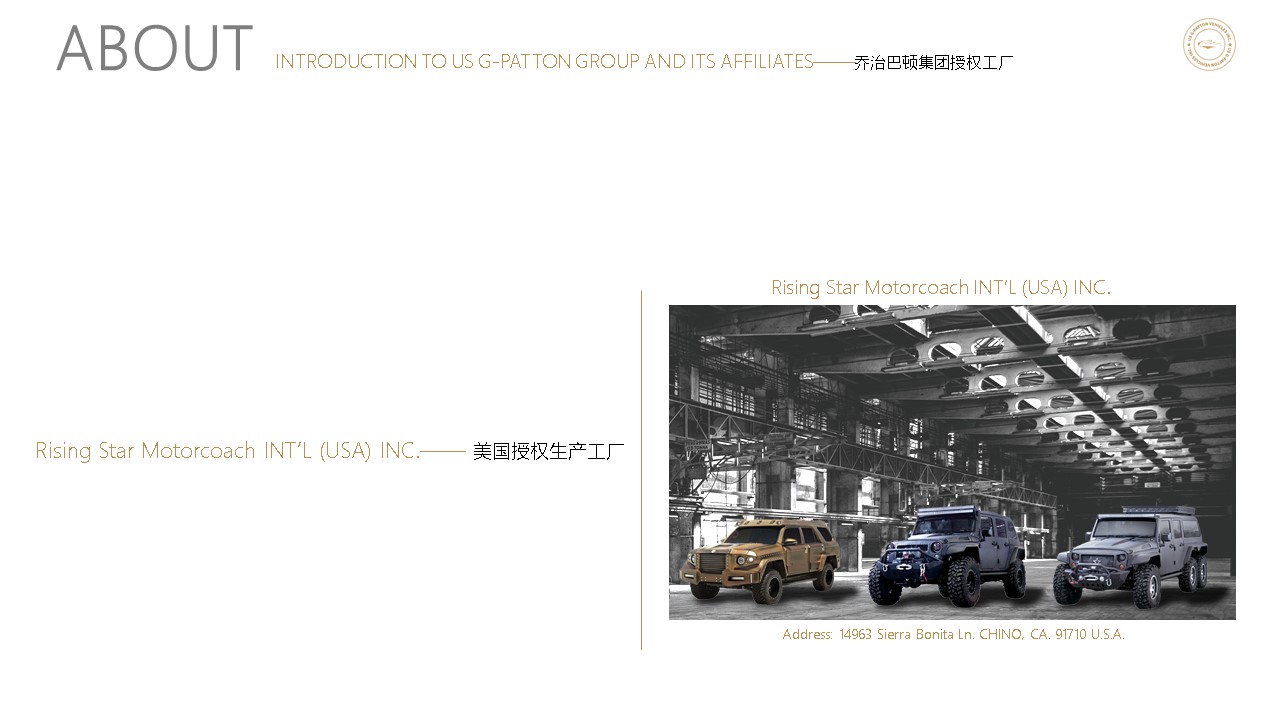 ABOUT
INTRODUCTION TO US G-PATTON GROUP AND ITS AFFILIATES——乔治巴顿集团授权工厂
Rising Star Motorcoach INT'L (USA) INC.
Rising Star Motorcoach INT'L (USA) INC.—— 美国授权生产工厂
Address: 14963 Sierra Bonita Ln. CHINO, CA. 91710 U.S.A.